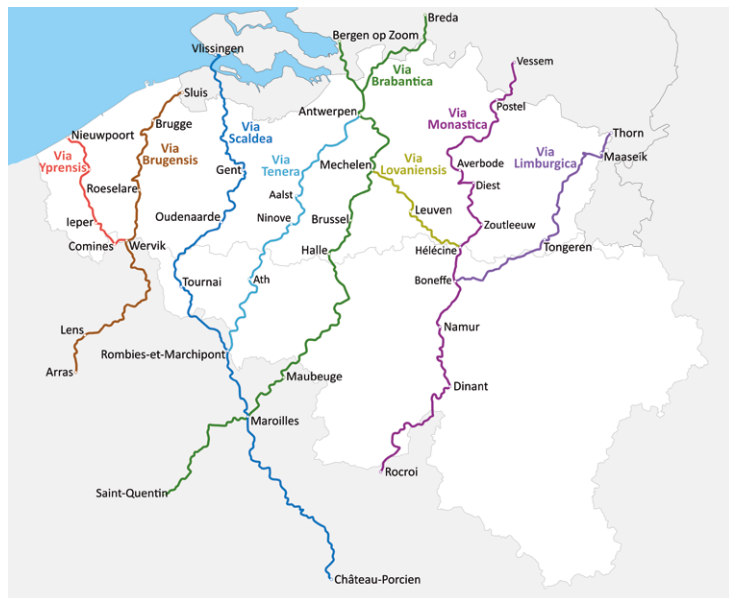 Breda
Bergen op Zoom
Vlissingen
Vessem
Via
Brabantica
Sluis
Postel
Antwerpen
Via
Monastica
Brugge
Via
Scaldea
Nieuwpoort
Thorn
Via
Yprensis
Via
Brugensis
Via
Tenera
Mechelen
Via
Lovaniensis
Averbode
Via
Limburgica
Maaseik
Gent
Roeselare
Diest
Aalst
Leuven
Oudenaarde
Ninove
Brussel
Ieper
Zoutleeuw
Comines
Wervik
Halle
Hélécine
Tongeren
Tournai
Ath
Boneffe
Lens
Namur
Rombies-et-Marchipont
Arras
Maubeuge
Dinant
Maroilles
Rocroi
Saint-Quentin
Château-Porcien